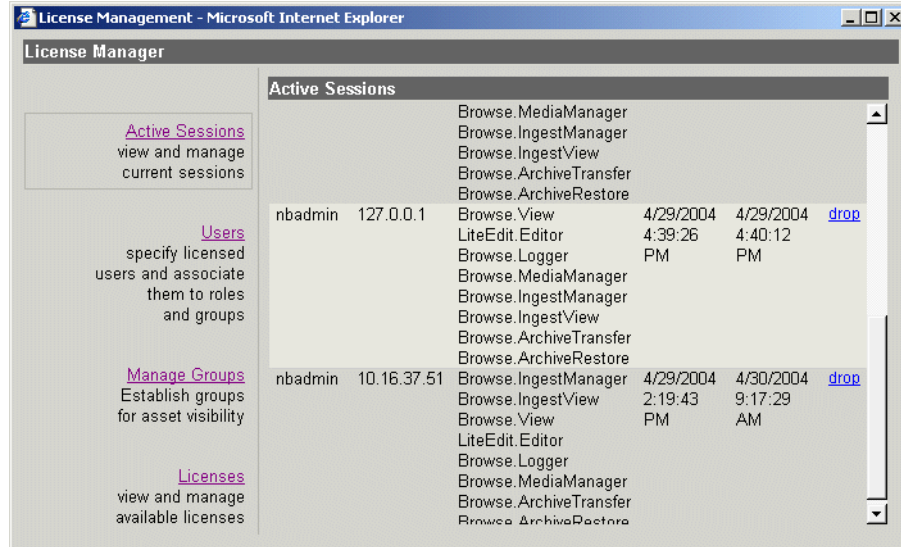 License Management - Microsoft Internet Explorer
License Manager
Active Sessions
view and manage
current sessions
Users
specify licensed
users and associate
them to roles
and groups
Manage Groups
Establish groups
for asset visibility
Licenses
view and manage
available licenses
Active Sessions
Browse.MediaManager
Browse.IngestManager
Browse.IngestView
Browse.ArchiveTransfer
Browse.ArchiveRestore
nbadmin 127.0.0.1 Browse.View 4/29/2004 4/29/2004 drop
LiteEdit.Editor 4:39:26 4:40:12
Browse.Logger PM PM
Browse.MediaManager
Browse.IngestManager
Browse.IngestView
Browse.ArchiveTransfer
Browse.ArchiveRestore
nbadmin 10.16.37.51 Browse.IngestManager 4/29/2004 4/30/2004 drop
Browse.IngestView 2:19:43 9:17:29
Browse.View PM AM
LiteEdit.Editor
Browse.Logger
Browse.MediaManager
Browse.ArchiveTransfer
Browse.ArchiveRestore